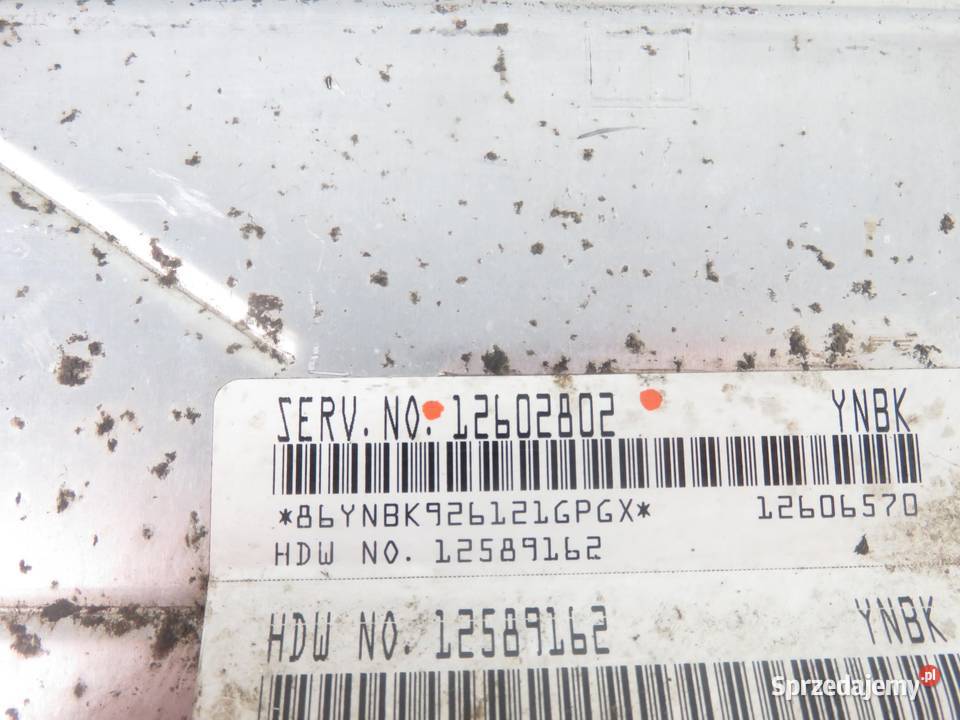 SERV. NO. 12602802 YNBK
*86YNBK926121GPGX* 12606570
HDW NO. 12589162
HDW NO. 12589162 YNBK
Sprzedajemy.pl